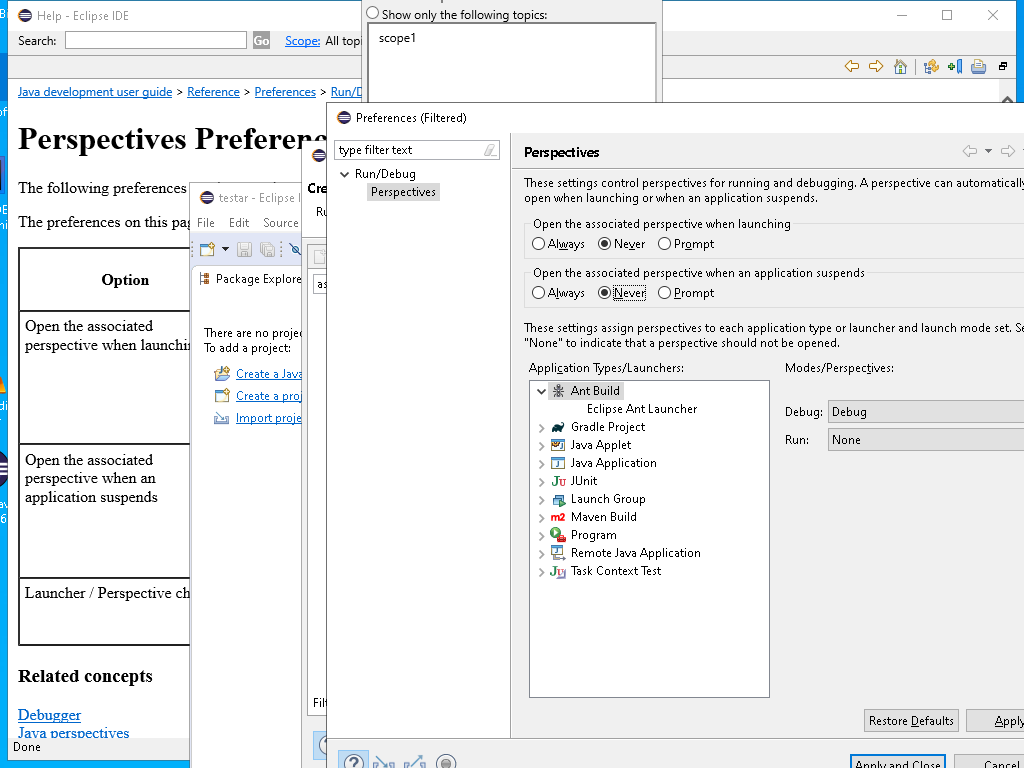 Help - Eclipse IDE
Show only the following topics:
Search:
Go
Scope:
All topi
scope1
Java development user guide > Reference > Preferences > Run/D
Perspectives Preferenc
The following preferences
The preferences on this pag
Option
Open the associated
perspective when launchin
Open the associated
perspective when an
application suspends
Launcher / Perspective ch
Related concepts
Debugger
Java perspectives
Done
testar - Eclipse I
File
Edit
Source
Package Explore
There are no projec
To add a project:
Create a Java
Create a proj
Import proje
Cre
Ru
as
Filt
Preferences (Filtered)
type filter text
Run/Debug
Perspectives
Perspectives
These settings control perspectives for running and debugging. A perspective can automatically
open when launching or when an application suspends.
Open the associated perspective when launching
Always
Never
Prompt
Open the associated perspective when an application suspends
Always
Never
Prompt
These settings assign perspectives to each application type or launcher and launch mode set. Se
"None" to indicate that a perspective should not be opened.
Application Types/Launchers:
Modes/Perspectives:
Ant Build
Eclipse Ant Launcher
Gradle Project
Java Applet
Java Application
JUnit
Launch Group
Maven Build
Program
Remote Java Application
Task Context Test
Debug:
Debug
Run:
None
Restore Defaults
Apply
Apply and Close
Cancel